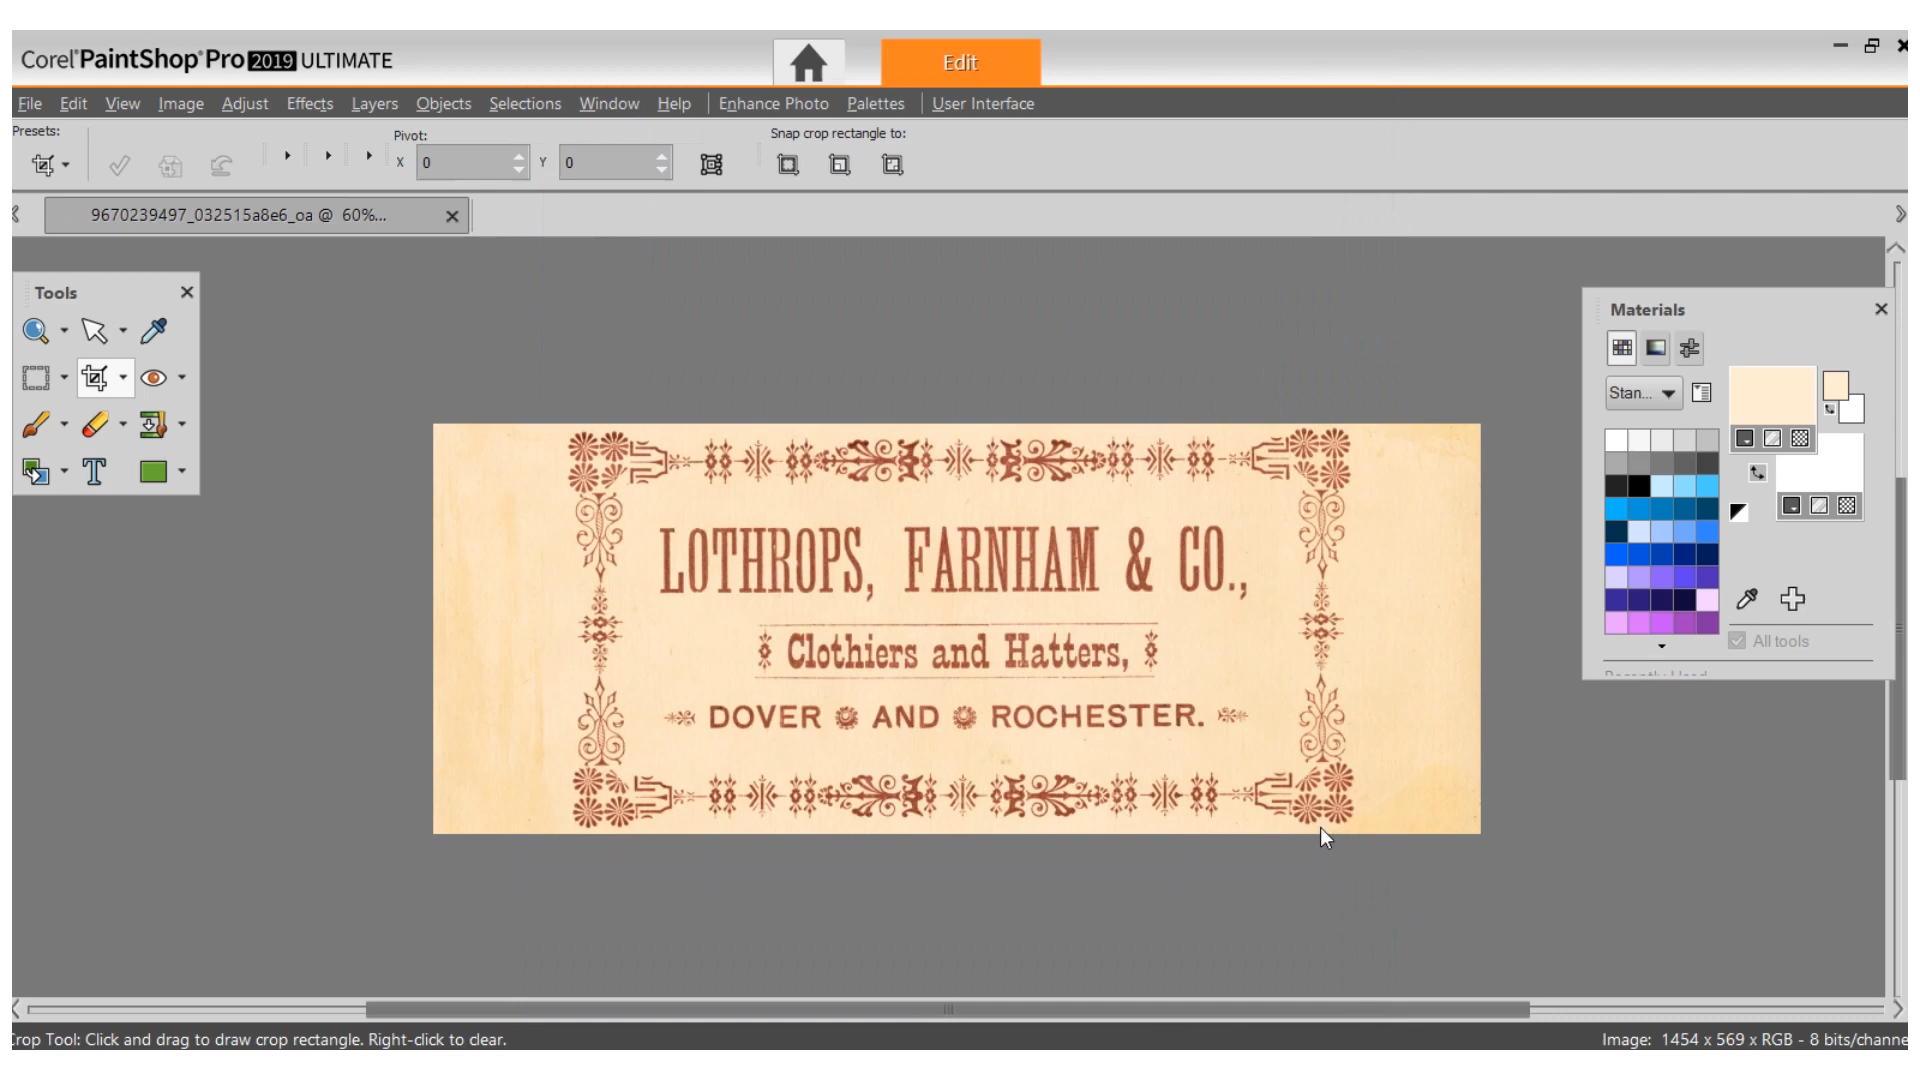 Corel®PaintShop®Pro 2019 ULTIMATE
Edit
File Edit View Image Adjust Effects Layers Objects Selections Window Help Enhance Photo Palettes User Interface
Presets:
Pivot:
Snap crop rectangle to:
X 0 Y 0
9670239497_032515a8e6_oa @ 60%...
Tools
Materials
Stan...
LOTHROPS, FARNHAM & CO.,
Clothiers and Hatters,
DOVER AND ROCHESTER.
All tools
Recently Used
Crop Tool: Click and drag to draw crop rectangle. Right-click to clear.
Image: 1454 x 569 x RGB - 8 bits/channe